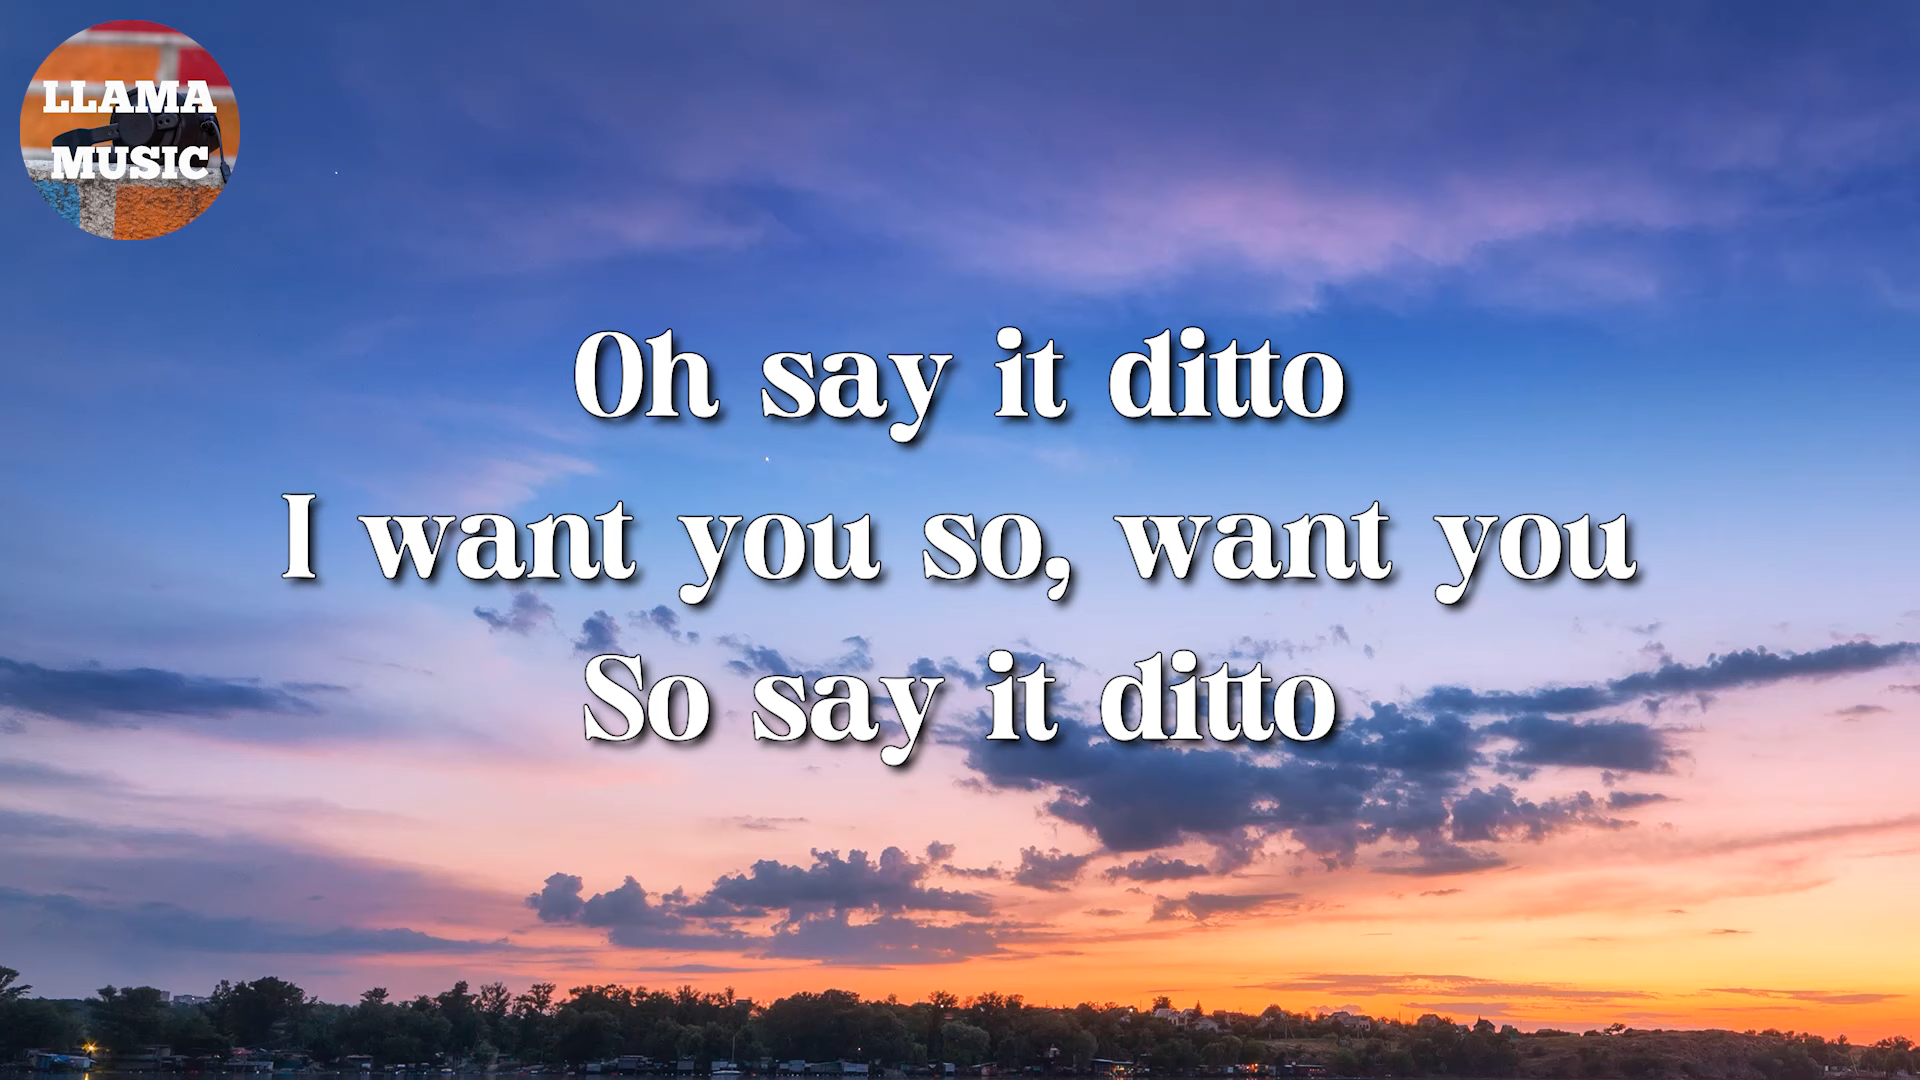 LLAMA
MUSIC
Oh say it ditto
I want you so, want you
So say it ditto